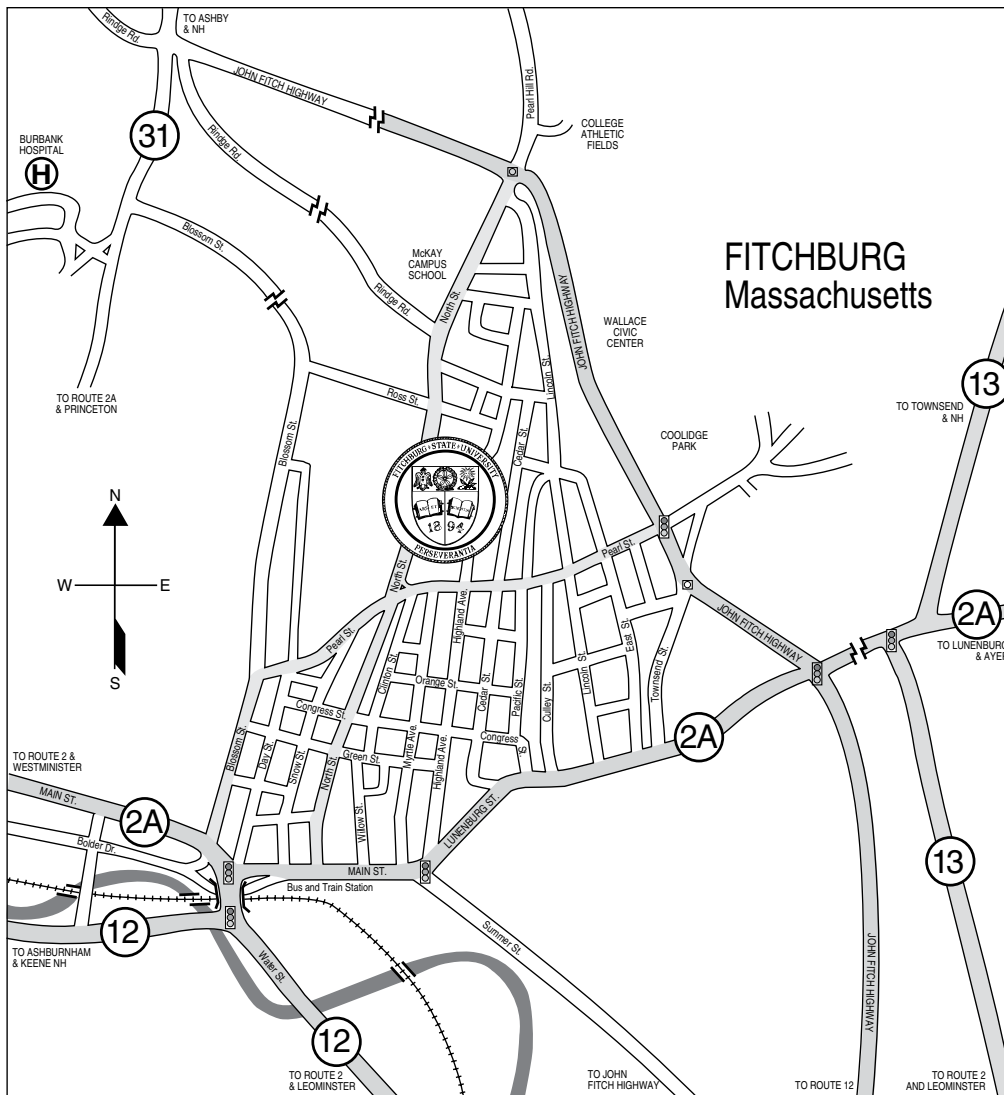 TO ASHBY
& NH
Rindge Rd.
JOHN FITCH HIGHWAY
Pearl Hill Rd.
COLLEGE
ATHLETIC
FIELDS
31
BURBANK
HOSPITAL
H
Rindge Rd.
Blossom St.
McKAY
CAMPUS
SCHOOL
FITCHBURG
Massachusetts
North St.
Rindge Rd.
JOHN FITCH HIGHWAY
WALLACE
CIVIC
CENTER
Lincoln St.
13
TO ROUTE 2A
& PRINCETON
Ross St.
TO TOWNSEND
& NH
Blossom St.
Cedar St.
COOLIDGE
PARK
FITCHBURG STATE UNIVERSITY
1894
PERSEVERANTIA
N
W
E
S
Pearl St.
North St.
Highland Ave.
JOHN FITCH HIGHWAY
2A
TO LUNENBURG
& AYER
Pearl St.
Clinton St.
East St.
Townsend St.
Orange St.
Cedar St.
Pacific St.
Culley St.
Lincoln St.
Congress St.
Blossom St.
Day St.
Snow St.
North St.
Green St.
Myrtle Ave.
Highland Ave.
Congress St.
2A
TO ROUTE 2 &
WESTMINISTER
MAIN ST.
2A
Willow St.
LUNENBURG ST.
Bolder Dr.
MAIN ST.
13
Bus and Train Station
12
TO ASHBURNHAM
& KEENE NH
Water St.
Summer St.
JOHN FITCH HIGHWAY
12
TO ROUTE 2
& LEOMINSTER
TO JOHN
FITCH HIGHWAY
TO ROUTE 12
TO ROUTE 2
AND LEOMINSTER